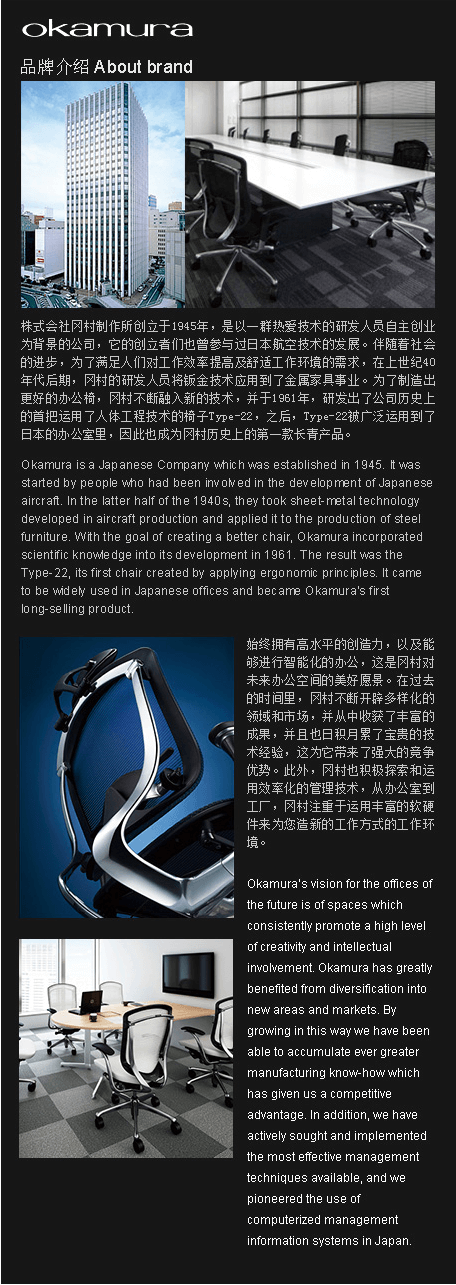 okamura
品牌介绍 About brand
株式会社冈村制作所创立于1945年，是以一群热爱技术的研发人员自主创业
为背景的公司，它的创立者们也曾参与过日本航空技术的发展。伴随着社会
的进步，为了满足人们对工作效率提高及舒适工作环境的需求，在上世纪40
年代后期，冈村的研发人员将钣金技术应用到了金属家具事业。为了制造出
更好的办公椅，冈村不断融入新的技术，并于1961年，研发出了公司历史上
的首把运用了人体工程技术的椅子Type-22，之后，Type-22被广泛运用到了
日本的办公室里，因此也成为冈村历史上的第一款长青产品。
Okamura is a Japanese Company which was established in 1945. It was
started by people who had been involved in the development of Japanese
aircraft. In the latter half of the 1940s, they took sheet-metal technology
developed in aircraft production and applied it to the production of steel
furniture. With the goal of creating a better chair, Okamura incorporated
scientific knowledge into its development in 1961. The result was the
Type-22, its first chair created by applying ergonomic principles. It came
to be widely used in Japanese offices and became Okamura's first
long-selling product.
始终拥有高水平的创造力，以及能
够进行智能化的办公，这是冈村对
未来办公空间的美好愿景。在过去
的时间里，冈村不断开辟多样化的
领域和市场，并从中收获了丰富的
成果，并且也日积月累了宝贵的技
术经验，这为它带来了强大的竞争
优势。此外，冈村也积极探索和运
用效率化的管理技术，从办公室到
工厂，冈村注重于运用丰富的软硬
件来为您造新的工作方式的工作环
境。
Okamura's vision for the offices of
the future is of spaces which
consistently promote a high level
of creativity and intellectual
involvement. Okamura has greatly
benefited from diversification into
new areas and markets. By
growing in this way we have been
able to accumulate ever greater
manufacturing know-how which
has given us a competitive
advantage. In addition, we have
actively sought and implemented
the most effective management
techniques available, and we
pioneered the use of
computerized management
information systems in Japan.